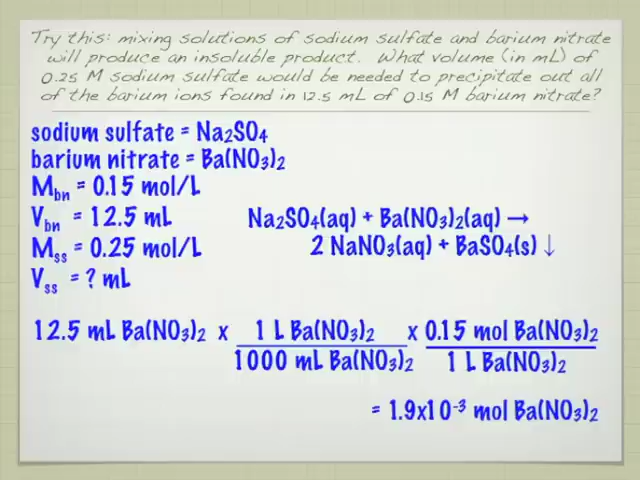 Try this: mixing solutions of sodium sulfate and barium nitrate
will produce an insoluble product. What volume (in mL) of
0.25 M sodium sulfate would be needed to precipitate out all
of the barium ions found in 12.5 mL of 0.15 M barium nitrate?
sodium sulfate = Na₂SO₄
barium nitrate = Ba(NO₃)₂
M_bn = 0.15 mol/L
V_bn = 12.5 mL
M_ss = 0.25 mol/L
V_ss = ? mL
Na₂SO₄(aq) + Ba(NO₃)₂(aq) →
2 NaNO₃(aq) + BaSO₄(s) ↓
12.5 mL Ba(NO₃)₂ x 1 L Ba(NO₃)₂ x 0.15 mol Ba(NO₃)₂
1000 mL Ba(NO₃)₂ 1 L Ba(NO₃)₂
= 1.9x10⁻³ mol Ba(NO₃)₂